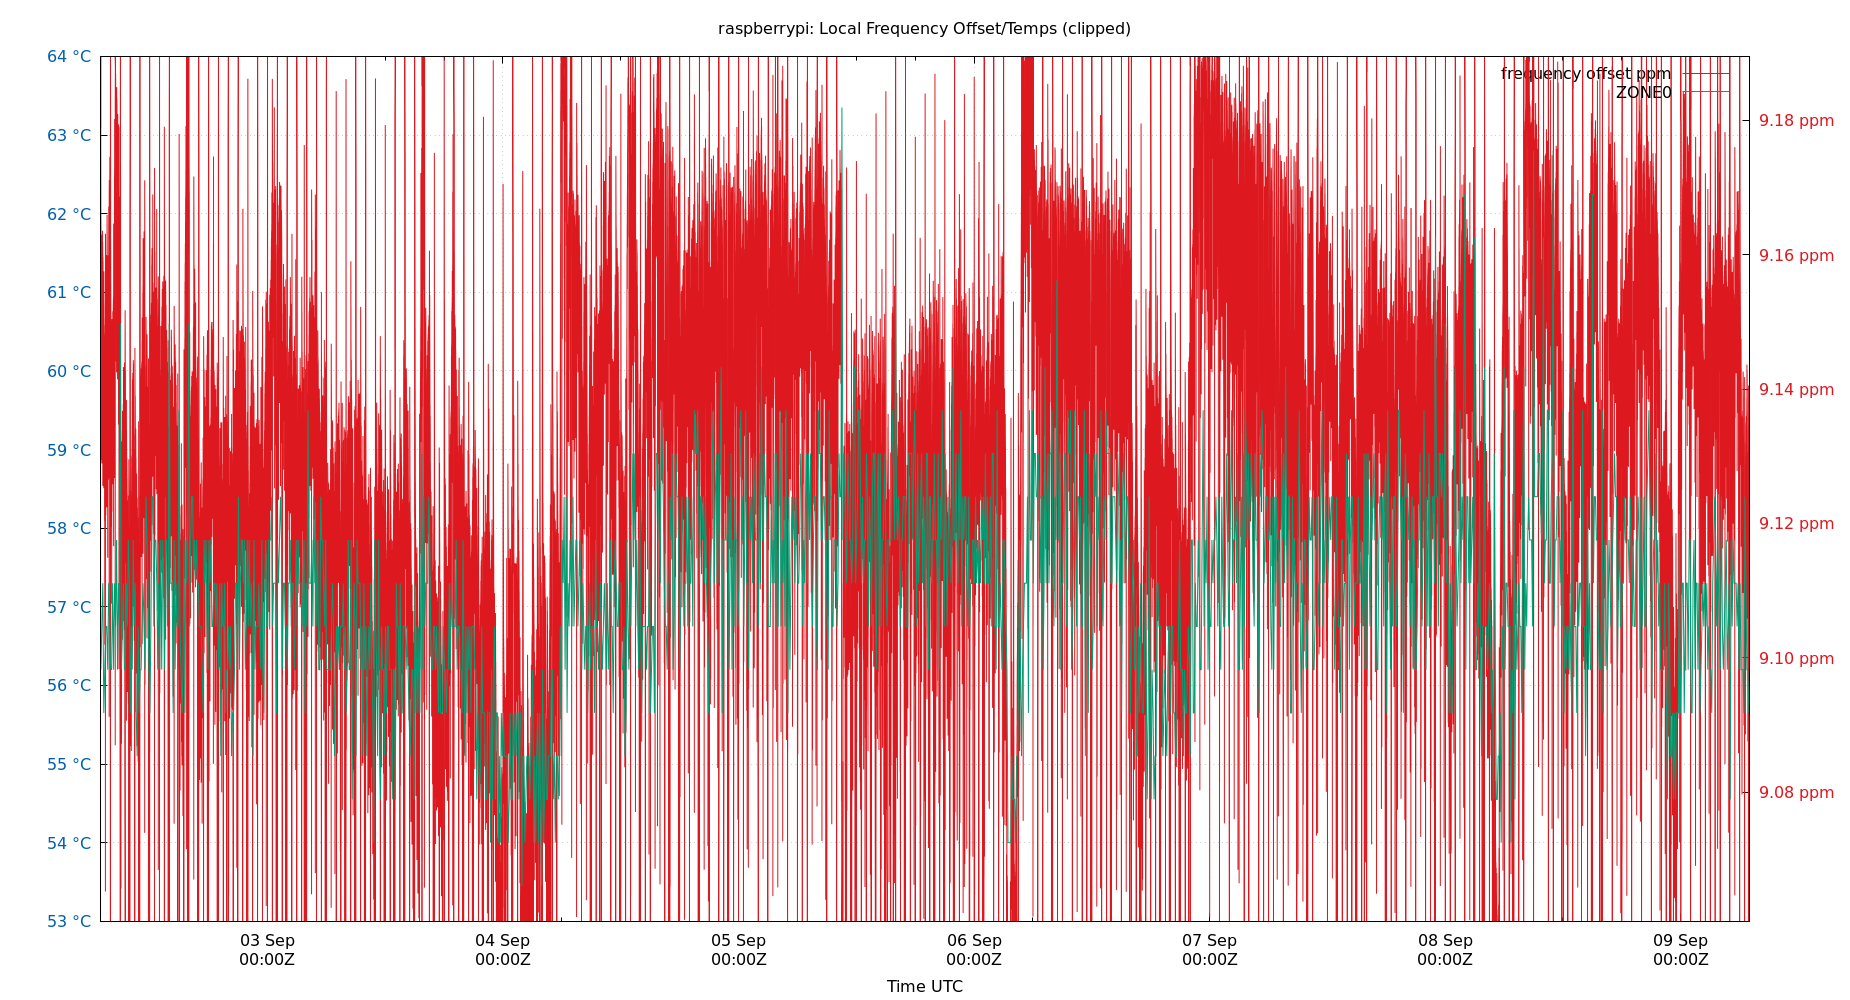 raspberrypi: Local Frequency Offset/Temps (clipped)
64 °C
63 °C
62 °C
61 °C
60 °C
59 °C
58 °C
57 °C
56 °C
55 °C
54 °C
53 °C
frequency offset ppm
ZONE0
9.18 ppm
9.16 ppm
9.14 ppm
9.12 ppm
9.10 ppm
9.08 ppm
03 Sep
00:00Z
04 Sep
00:00Z
05 Sep
00:00Z
06 Sep
00:00Z
07 Sep
00:00Z
08 Sep
00:00Z
09 Sep
00:00Z
Time UTC